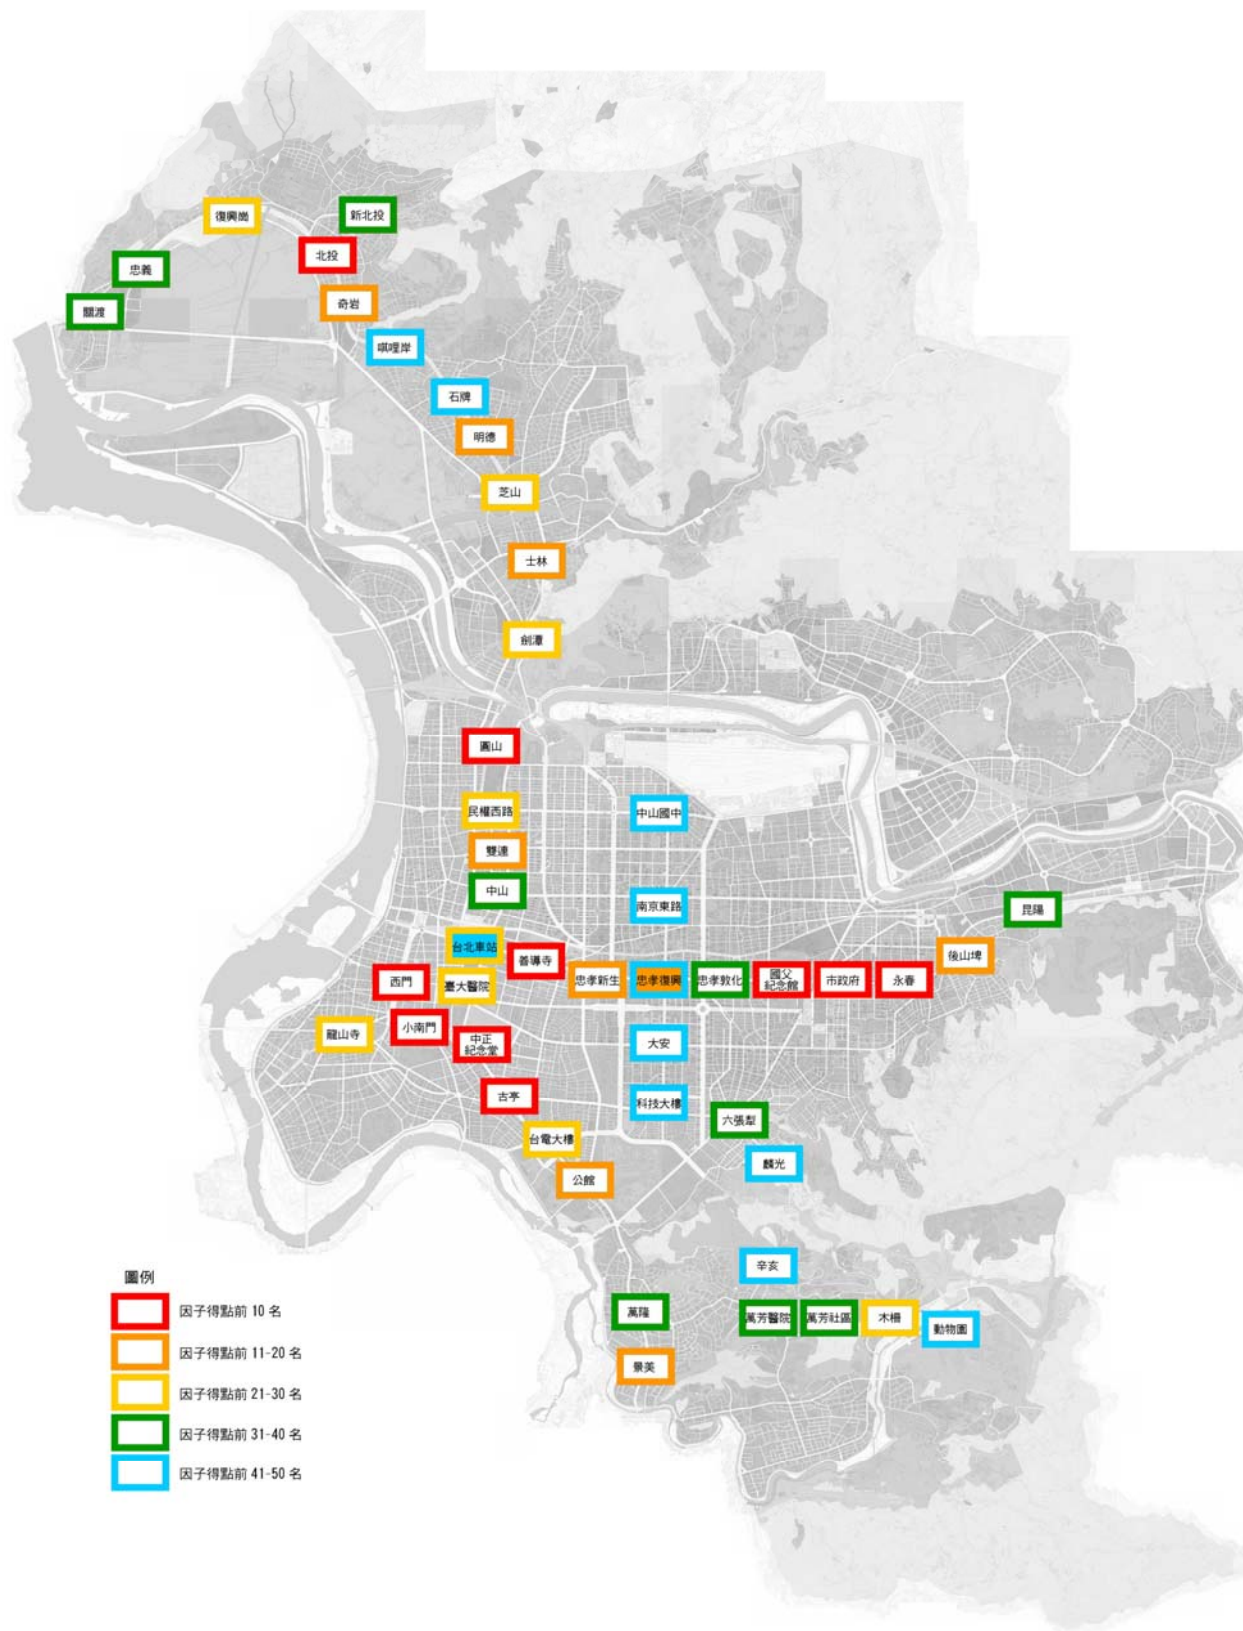 復興崗
新北投
北投
忠義
關渡
奇岩
唭哩岸
石牌
明德
芝山
士林
劍潭
圓山
民權西路
中山國中
雙連
中山
南京東路
昆陽
台北車站
善導寺
後山埤
西門
臺大醫院
忠孝新生
忠孝復興
忠孝敦化
國父
紀念館
市政府
永春
龍山寺
小南門
中正
紀念堂
大安
古亭
科技大樓
六張犁
台電大樓
麟光
公館
辛亥
萬隆
萬芳醫院
萬芳社區
木柵
動物園
景美
圖例
因子得點前 10 名
因子得點前 11-20 名
因子得點前 21-30 名
因子得點前 31-40 名
因子得點前 41-50 名